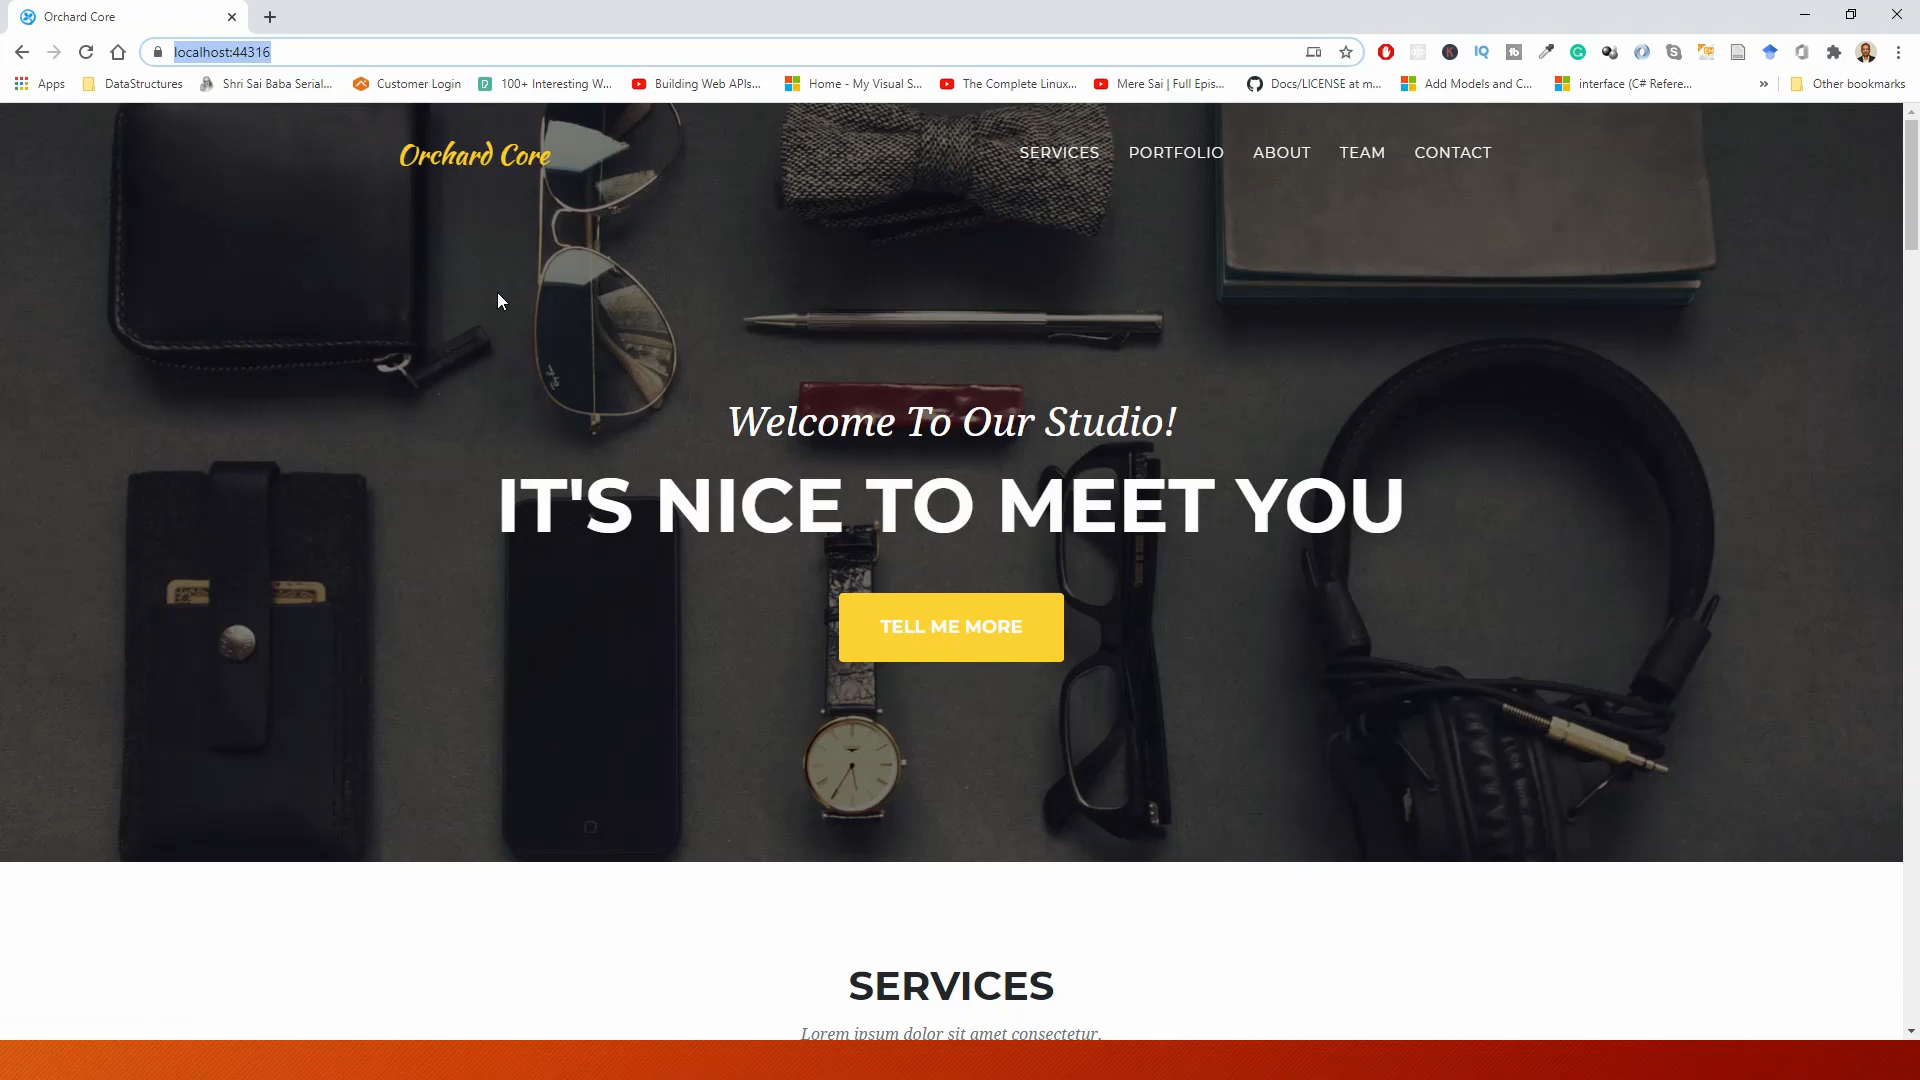 Orchard Core
localhost:44316
Apps
DataStructures
Shri Sai Baba Serial...
Customer Login
100+ Interesting W...
Building Web APIs...
Home - My Visual S...
The Complete Linux...
Mere Sai | Full Epis...
Docs/LICENSE at m...
Add Models and C...
interface (C# Refere...
»
Other bookmarks
Orchard Core
SERVICES
PORTFOLIO
ABOUT
TEAM
CONTACT
Welcome To Our Studio!
IT'S NICE TO MEET YOU
TELL ME MORE
SERVICES
Lorem ipsum dolor sit amet consectetur.